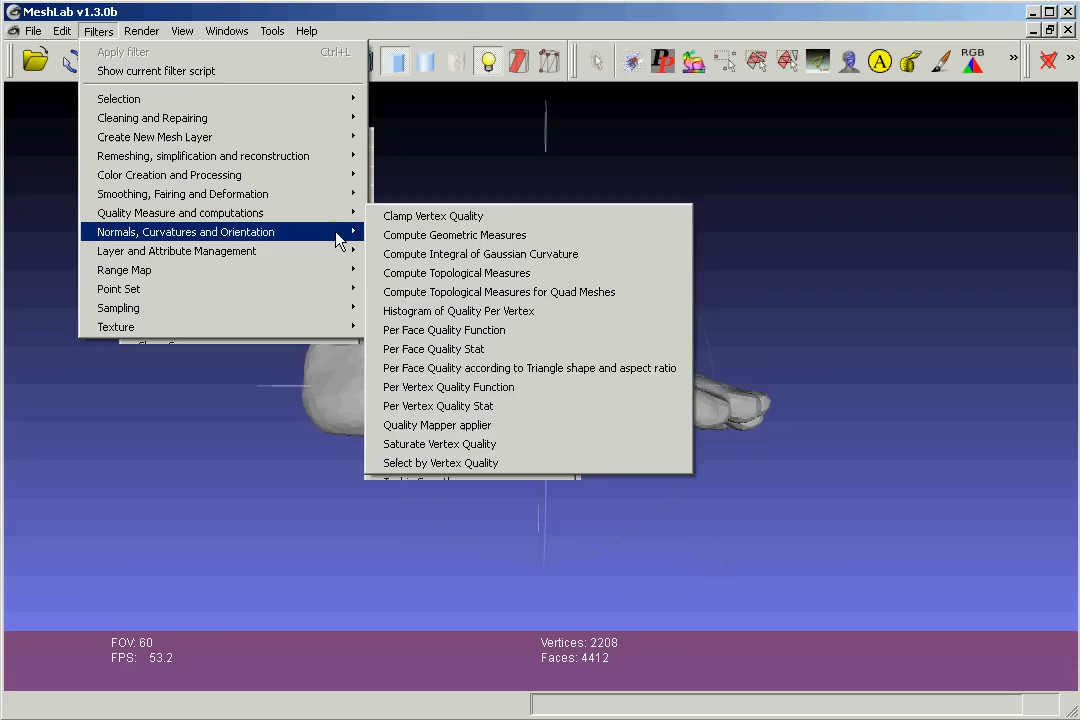 MeshLab v1.3.0b
File Edit Filters Render View Windows Tools Help
Apply filter Ctrl+L
Show current filter script
RGB
A
Selection
Cleaning and Repairing
Create New Mesh Layer
Remeshing, simplification and reconstruction
Color Creation and Processing
Smoothing, Fairing and Deformation
Quality Measure and computations
Normals, Curvatures and Orientation
Layer and Attribute Management
Range Map
Point Set
Sampling
Texture
Clamp Vertex Quality
Compute Geometric Measures
Compute Integral of Gaussian Curvature
Compute Topological Measures
Compute Topological Measures for Quad Meshes
Histogram of Quality Per Vertex
Per Face Quality Function
Per Face Quality Stat
Per Face Quality according to Triangle shape and aspect ratio
Per Vertex Quality Function
Per Vertex Quality Stat
Quality Mapper applier
Saturate Vertex Quality
Select by Vertex Quality
FOV: 60
FPS: 53.2
Vertices: 2208
Faces: 4412